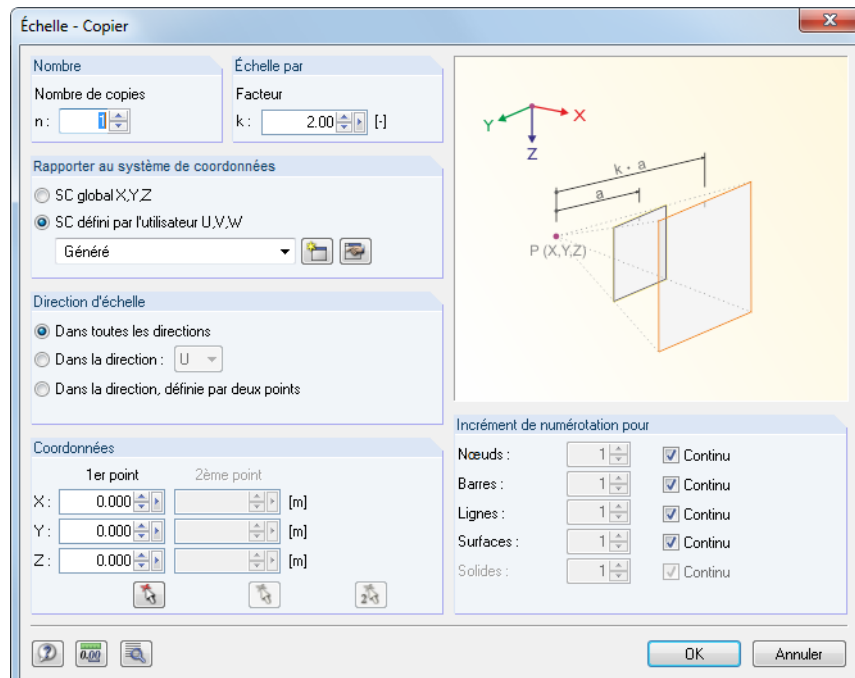 Échelle - Copier
Nombre
Nombre de copies
n : 1
Échelle par
Facteur
k : 2.00 [-]
Rapporter au système de coordonnées
SC global X,Y,Z
SC défini par l'utilisateur U,V,W
Généré
Direction d'échelle
Dans toutes les directions
Dans la direction : U
Dans la direction, définie par deux points
Coordonnées
1er point 2ème point
X : 0.000 [m]
Y : 0.000 [m]
Z : 0.000 [m]
2
0.00
Y X
Z
k · a
a
P (X,Y,Z)
Incrément de numérotation pour
Nœuds : 1 Continu
Barres : 1 Continu
Lignes : 1 Continu
Surfaces : 1 Continu
Solides : 1 Continu
OK Annuler